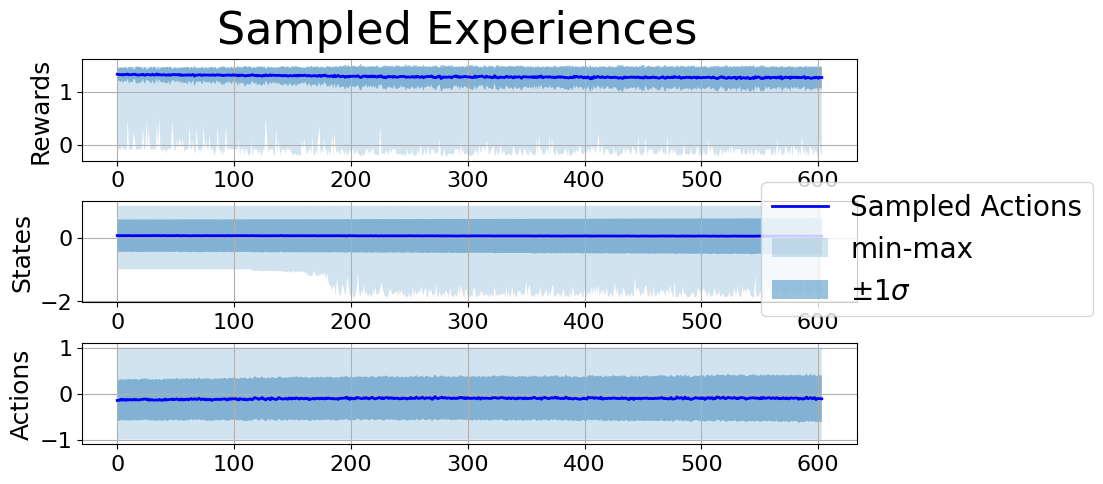 Sampled Experiences
Rewards
1
0
0 100 200 300 400 500 600
States
0
−2
0 100 200 300 400 500 600
Sampled Actions
min-max
±1σ
Actions
1
0
−1
0 100 200 300 400 500 600